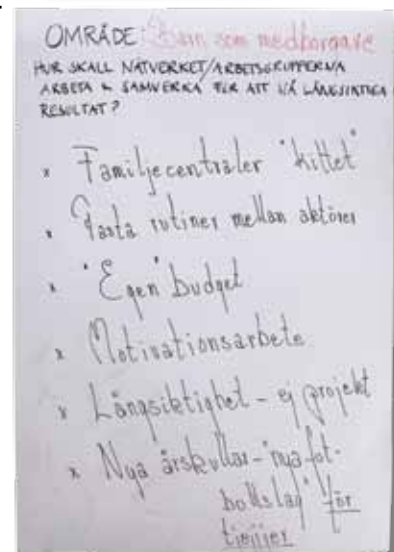 OMRÅDE: Barn som medborgare
HUR SKALL NÄTVERKET/ARBETSGRUPPERNA
ARBETA & SAMVERKA FÖR ATT NÅ LÅNGSIKTIGA
RESULTAT?
x Familjecentraler "kittet"
x Fasta rutiner mellan aktörer
x "Egen" budget
x Motivationsarbete
x Långsiktighet - ej projekt
x Nya årskullar - "nya fot-
bollslag" för
tjejjer